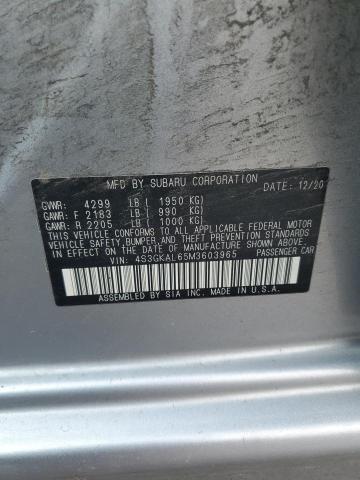 MFD BY SUBARU CORPORATION DATE: 12/20
GVWR: 4299 LB [ 1950 KG]
GAWR: F 2183 LB [ 990 KG]
GAWR: R 2205 LB [ 1000 KG]
THIS VEHICLE CONFORMS TO ALL APPLICABLE FEDERAL MOTOR
VEHICLE SAFETY, BUMPER, AND THEFT PREVENTION STANDARDS
IN EFFECT ON THE DATE OF MANUFACTURE SHOWN ABOVE.
VIN: 4S3GKAL65M3603965 PASSENGER CAR
ASSEMBLED BY SIA INC. MADE IN U.S.A.